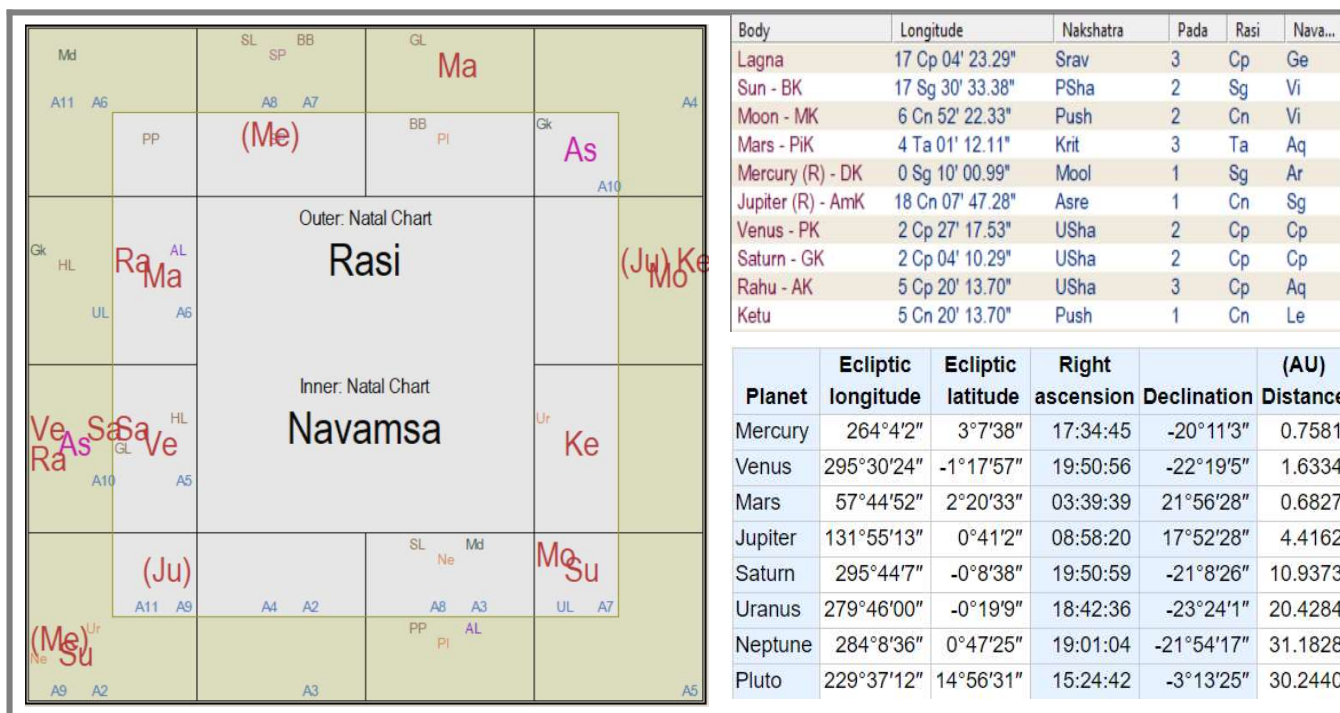 SL BB GL
Md SP Ma
A11 A6 A8 A7 A4
PP (Me) BB Pl Gk As
A10
Outer: Natal Chart
Rasi
Gk HL Ra Ma AL (Ju) Ke Mo
UL A6
Inner: Natal Chart
Navamsa
Ve As Sa Sa Ve HL Ur Ke
Ra GL
A10 A5
(Ju) SL Ne Md Mo Su
A11 A9 A4 A2 A8 A3 UL A7
(Me) Ur PP AL
Ne Su Pl
A9 A2 A3 A5
Body Longitude Nakshatra Pada Rasi Nava...
Lagna 17 Cp 04' 23.29" Srav 3 Cp Ge
Sun - BK 17 Sg 30' 33.38" PSha 2 Sg Vi
Moon - MK 6 Cn 52' 22.33" Push 2 Cn Vi
Mars - PiK 4 Ta 01' 12.11" Krit 3 Ta Aq
Mercury (R) - DK 0 Sg 10' 00.99" Mool 1 Sg Ar
Jupiter (R) - AmK 18 Cn 07' 47.28" Asre 1 Cn Sg
Venus - PK 2 Cp 27' 17.53" USha 2 Cp Cp
Saturn - GK 2 Cp 04' 10.29" USha 2 Cp Cp
Rahu - AK 5 Cp 20' 13.70" USha 3 Cp Aq
Ketu 5 Cn 20' 13.70" Push 1 Cn Le
Ecliptic Ecliptic Right (AU)
Planet longitude latitude ascension Declination Distance
Mercury 264°4′2″ 3°7′38″ 17:34:45 -20°11′3″ 0.7581
Venus 295°30′24″ -1°17′57″ 19:50:56 -22°19′5″ 1.6334
Mars 57°44′52″ 2°20′33″ 03:39:39 21°56′28″ 0.6827
Jupiter 131°55′13″ 0°41′2″ 08:58:20 17°52′28″ 4.4162
Saturn 295°44′7″ -0°8′38″ 19:50:59 -21°8′26″ 10.9373
Uranus 279°46′00″ -0°19′9″ 18:42:36 -23°24′1″ 20.4284
Neptune 284°8′36″ 0°47′25″ 19:01:04 -21°54′17″ 31.1828
Pluto 229°37′12″ 14°56′31″ 15:24:42 -3°13′25″ 30.2440